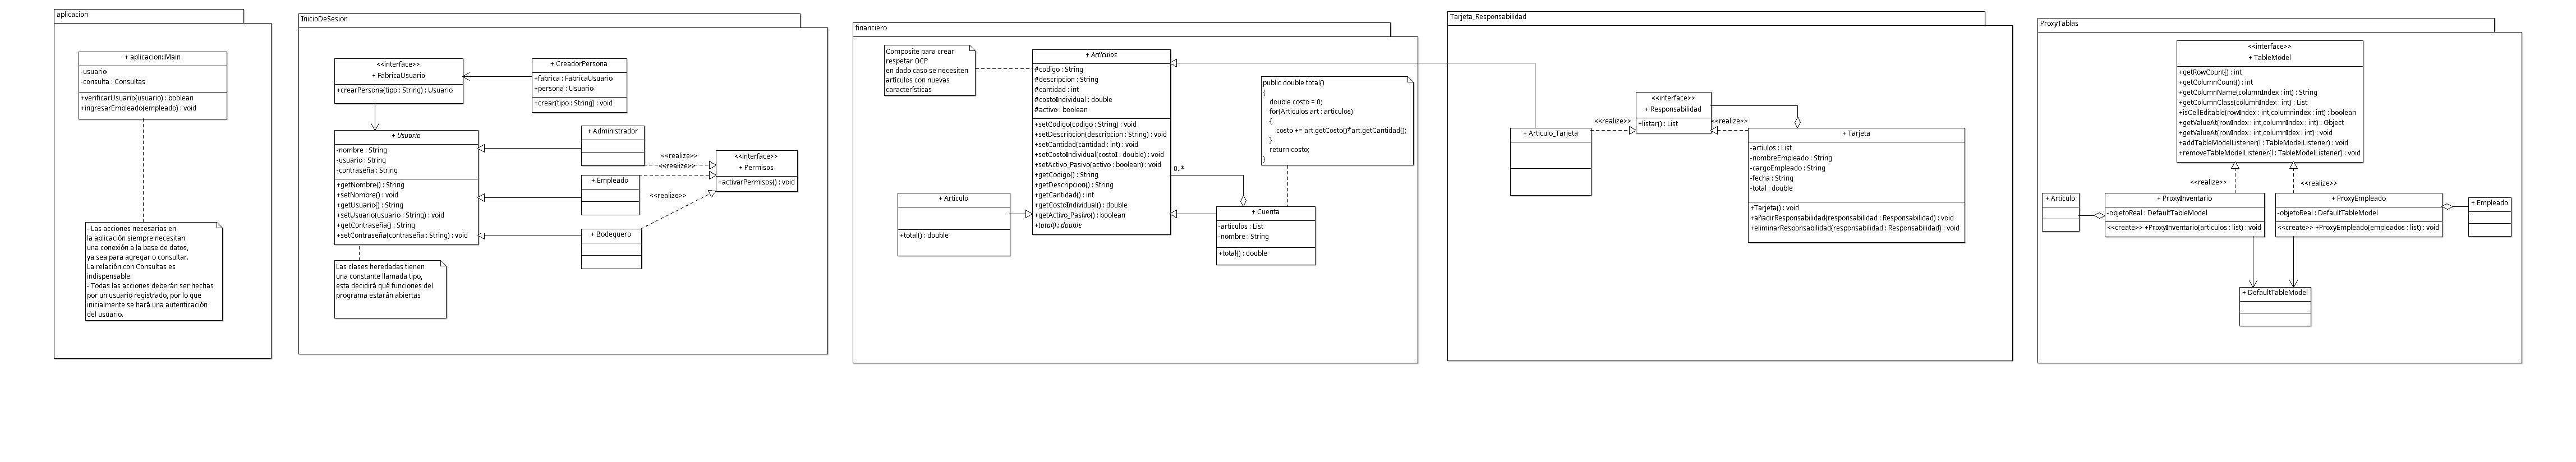 aplicacion
+ aplicacion::Main
-usuario
-consulta : Consultas
+verificarUsuario(usuario) : boolean
+ingresarEmpleado(empleado) : void
- Las acciones necesarias en
la aplicación siempre necesitan
una conexión a la base de datos,
ya sea para agregar o consultar.
La relación con Consultas es
indispensable.
- Todas las acciones deberán ser hechas
por un usuario registrado, por lo que
inicialmente se hará una autenticación
del usuario.
InicioDeSesion
<<interface>>
+ FabricaUsuario
+crearPersona(tipo : String) : Usuario
+ CreadorPersona
+fabrica : FabricaUsuario
+persona : Usuario
+crear(tipo : String) : void
+ Usuario
-nombre : String
-usuario : String
-contraseña : String
+getNombre() : String
+setNombre() : void
+getUsuario() : String
+setUsuario(usuario : String) : void
+getContraseña() : String
+setContraseña(contraseña : String) : void
+ Administrador
+ Empleado
+ Bodeguero
<<realize>>
<<realize>>
<<realize>>
<<interface>>
+ Permisos
+activarPermisos() : void
Las clases heredadas tienen
una constante llamada tipo,
esta decidirá qué funciones del
programa estarán abiertas
financiero
Composite para crear
respetar OCP
en dado caso se necesiten
artículos con nuevas
características
+ Articulos
#codigo : String
#descripcion : String
#cantidad : int
#costoIndividual : double
#activo : boolean
+setCodigo(codigo : String) : void
+setDescripcion(descripcion : String) : void
+setCantidad(cantidad : int) : void
+setCostoIndividual(costoI : double) : void
+setActivo_Pasivo(activo : boolean) : void
+getCodigo() : String
+getDescripcion() : String
+getCantidad() : int
+getCostoIndividual() : double
+getActivo_Pasivo() : boolean
+total() : double
public double total()
{
double costo = 0;
for(Articulos art : articulos)
{
costo += art.getCosto()*art.getCantidad();
}
return costo;
}
0..*
+ Articulo
+total() : double
+ Cuenta
-articulos : List
-nombre : String
+total() : double
Tarjeta_Responsabilidad
<<interface>>
+ Responsabilidad
+listar() : List
<<realize>>
<<realize>>
+ Articulo_Tarjeta
+ Tarjeta
-artiulos : List
-nombreEmpleado : String
-cargoEmpleado : String
-fecha : String
-total : double
+Tarjeta() : void
+añadirResponsabilidad(responsabilidad : Responsabilidad) : void
+eliminarResponsabilidad(responsabilidad : Responsabilidad) : void
ProxyTablas
<<interface>>
+ TableModel
+getRowCount() : int
+getColumnCount() : int
+getColumnName(columnIndex : int) : String
+getColumnClass(columnIndex : int) : List
+isCellEditable(rowIndex : int,columnindex : int) : boolean
+getValueAt(rowIndex : int,columnIndex : int) : Object
+getValueAt(rowIndex : int,columnIndex : int) : void
+addTableModelListener(l : TableModelListener) : void
+removeTableModelListener(l : TableModelListener) : void
<<realize>>
<<realize>>
+ Articulo
+ ProxyInventario
-objetoReal : DefaultTableModel
<<create>> +ProxyInventario(articulos : list) : void
+ ProxyEmpleado
-objetoReal : DefaultTableModel
<<create>> +ProxyEmpleado(empleados : list) : void
+ Empleado
+ DefaultTableModel